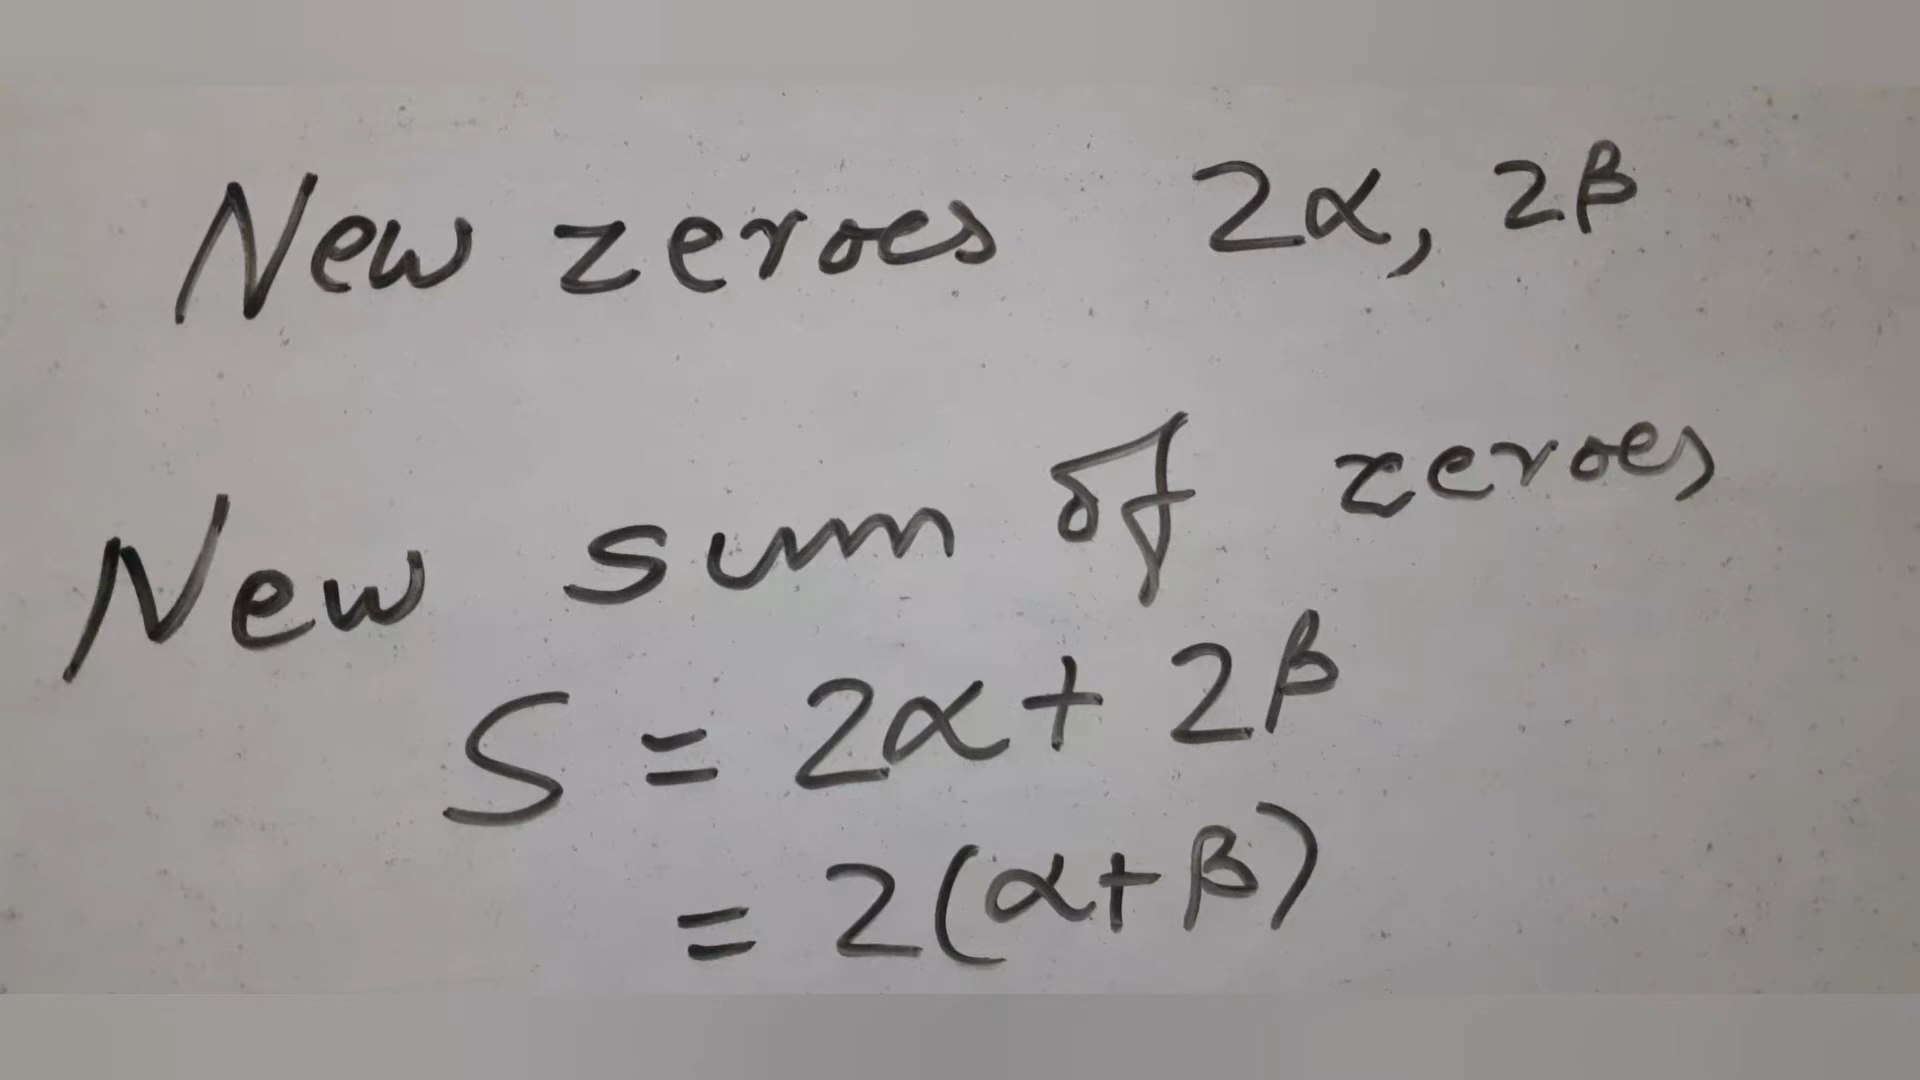 New zeroes 2α, 2β
New sum of zeroes
S = 2α + 2β
= 2(α+β)